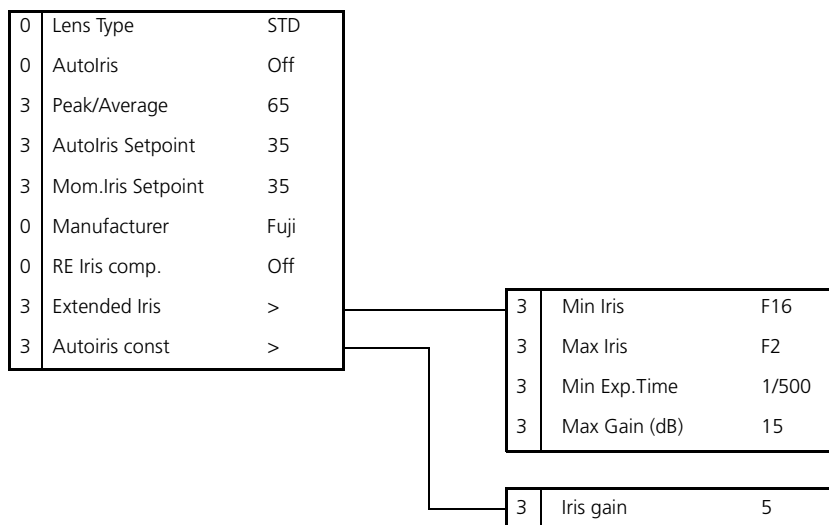 0 Lens Type STD
0 AutoIris Off
3 Peak/Average 65
3 AutoIris Setpoint 35
3 Mom.Iris Setpoint 35
0 Manufacturer Fuji
0 RE Iris comp. Off
3 Extended Iris >
3 Autoiris const >
3 Min Iris F16
3 Max Iris F2
3 Min Exp.Time 1/500
3 Max Gain (dB) 15
3 Iris gain 5